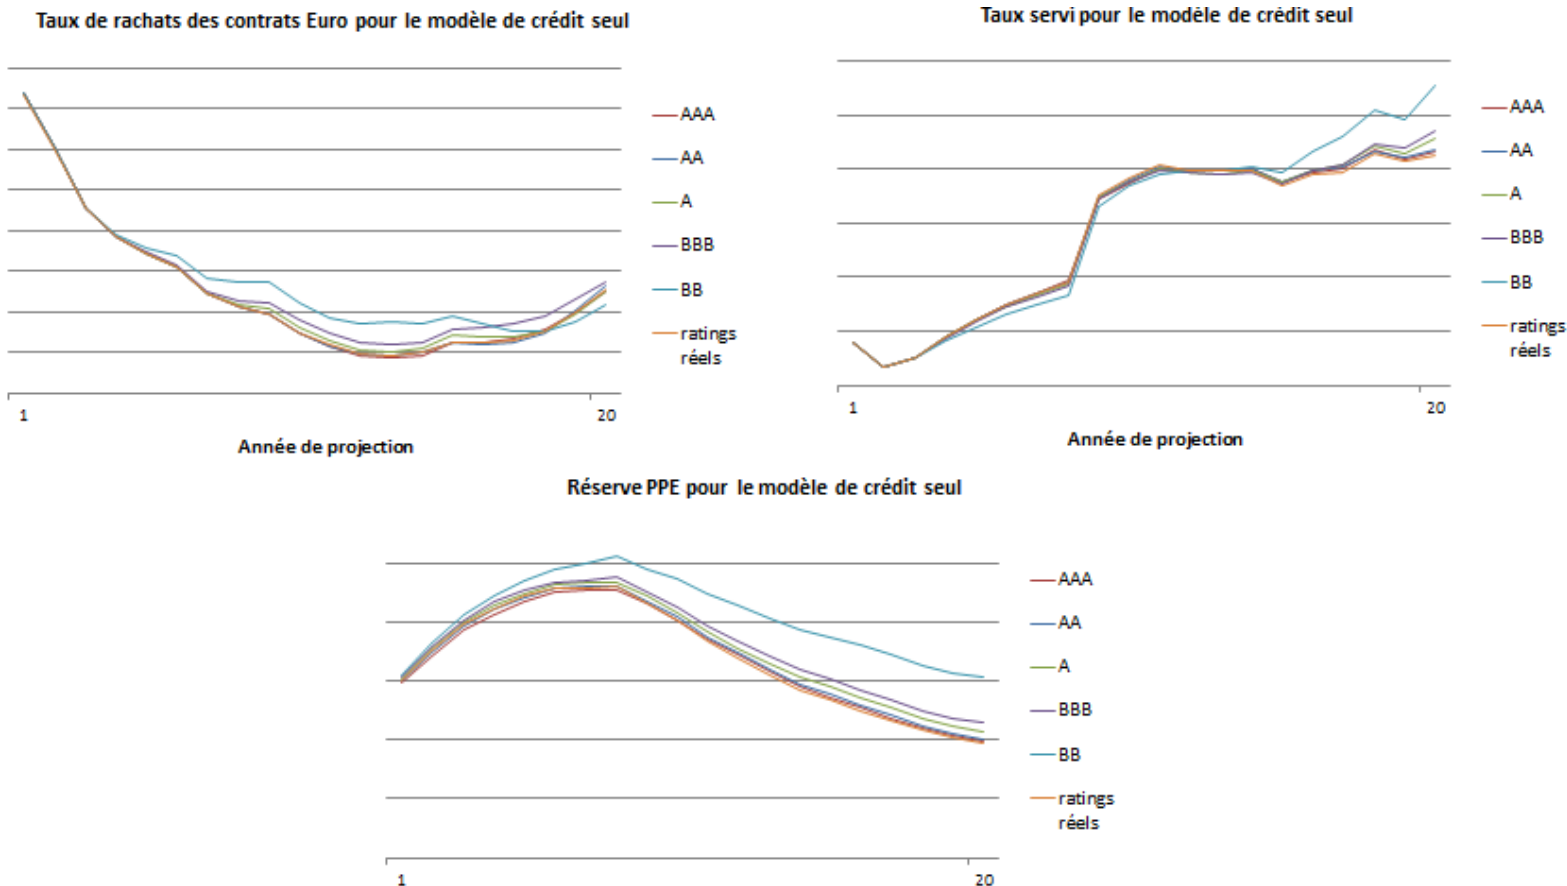 Taux de rachats des contrats Euro pour le modèle de crédit seul
AAA
AA
A
BBB
BB
ratings
réels
1
20
Année de projection
Taux servi pour le modèle de crédit seul
AAA
AA
A
BBB
BB
ratings
réels
1
20
Année de projection
Réserve PPE pour le modèle de crédit seul
AAA
AA
A
BBB
BB
ratings
réels
1
20